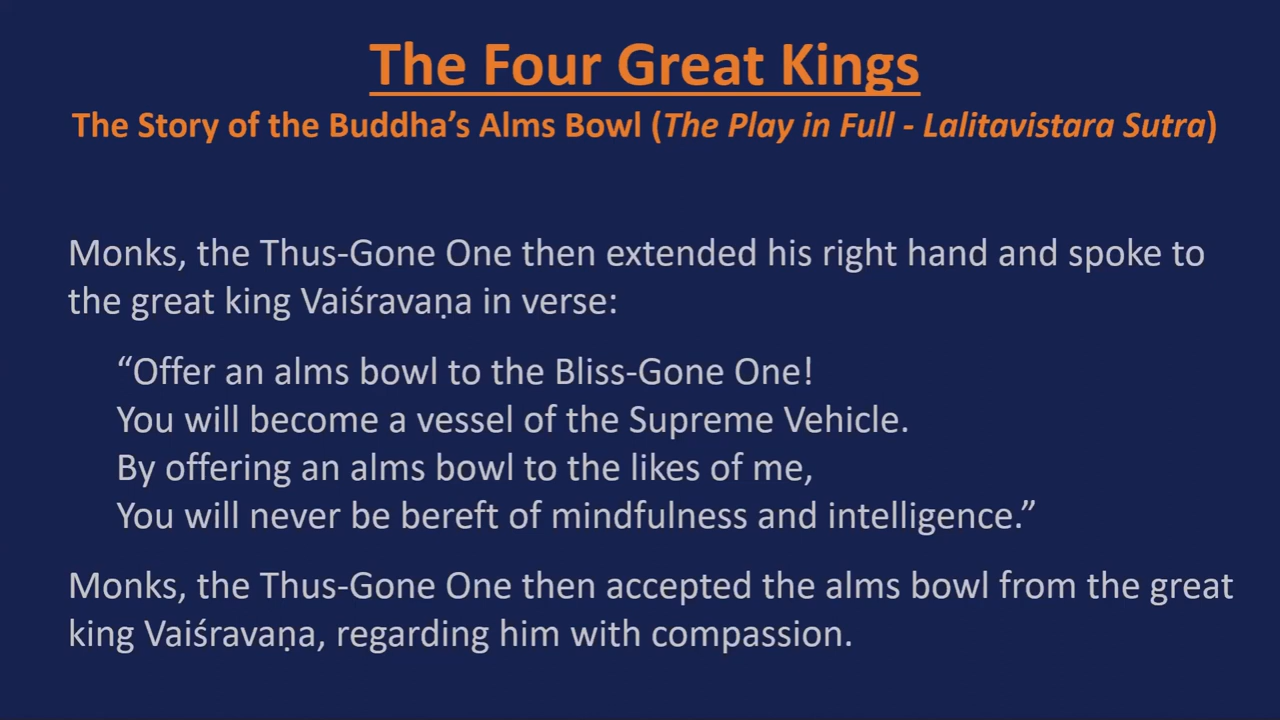 The Four Great Kings
The Story of the Buddha’s Alms Bowl (The Play in Full - Lalitavistara Sutra)
Monks, the Thus-Gone One then extended his right hand and spoke to
the great king Vaiśravaṇa in verse:
“Offer an alms bowl to the Bliss-Gone One!
You will become a vessel of the Supreme Vehicle.
By offering an alms bowl to the likes of me,
You will never be bereft of mindfulness and intelligence.”
Monks, the Thus-Gone One then accepted the alms bowl from the great
king Vaiśravaṇa, regarding him with compassion.